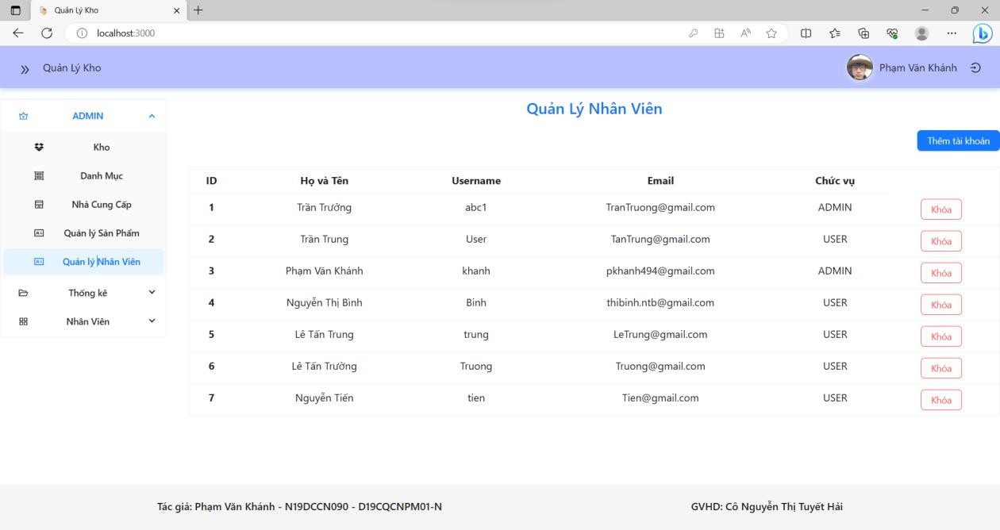 Quản Lý Kho
localhost:3000
Quản Lý Kho
Phạm Văn Khánh
ADMIN
Kho
Danh Mục
Nhà Cung Cấp
Quản lý Sản Phẩm
Quản lý Nhân Viên
Thống kê
Nhân Viên
Quản Lý Nhân Viên
Thêm tài khoản
ID Họ và Tên Username Email Chức vụ
1 Trần Trưởng abc1 TranTruong@gmail.com ADMIN Khóa
2 Trần Trung User TanTrung@gmail.com USER Khóa
3 Phạm Văn Khánh khanh pkhanh494@gmail.com ADMIN Khóa
4 Nguyễn Thị Bình Binh thibinh.ntb@gmail.com USER Khóa
5 Lê Tấn Trung trung LeTrung@gmail.com USER Khóa
6 Lê Tấn Trường Truong Truong@gmail.com USER Khóa
7 Nguyễn Tiến tien Tien@gmail.com USER Khóa
Tác giả: Phạm Văn Khánh - N19DCCN090 - D19CQCNPM01-N
GVHD: Cô Nguyễn Thị Tuyết Hải